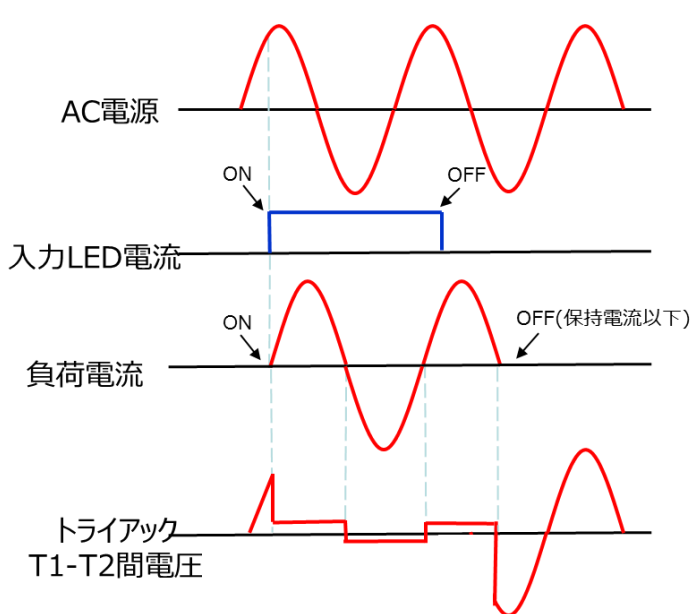 AC電源
ON
OFF
入力LED電流
ON
OFF(保持電流以下)
負荷電流
トライアック
T1-T2間電圧